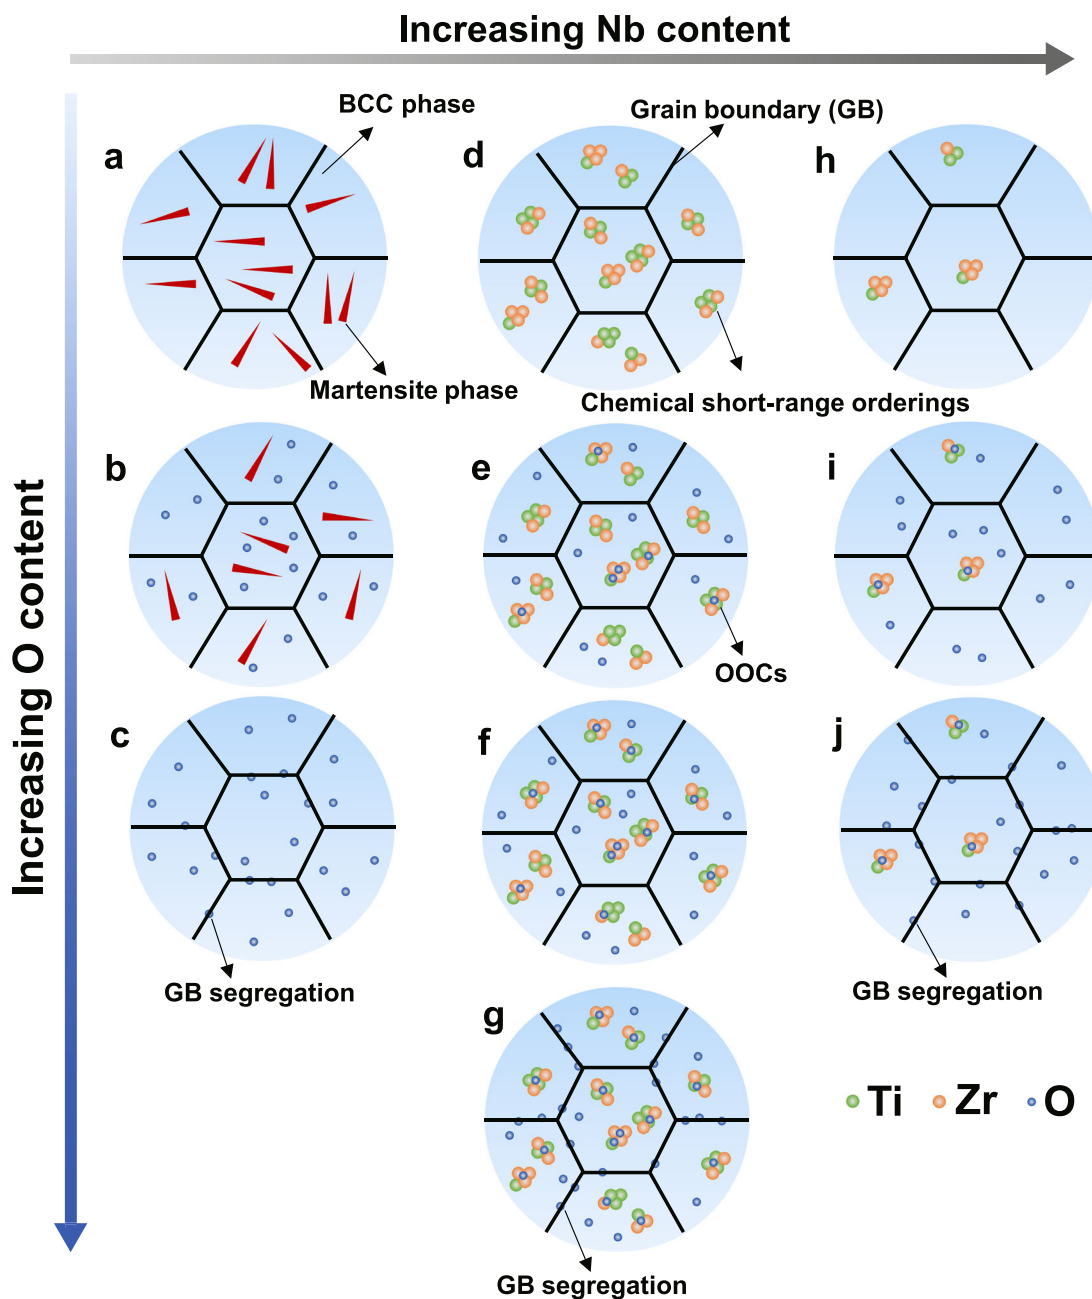 Increasing Nb content
Increasing O content
BCC phase
Grain boundary (GB)
a
d
h
Martensite phase
Chemical short-range orderings
b
e
i
OOCs
c
f
j
GB segregation
GB segregation
g
Ti
Zr
O
GB segregation